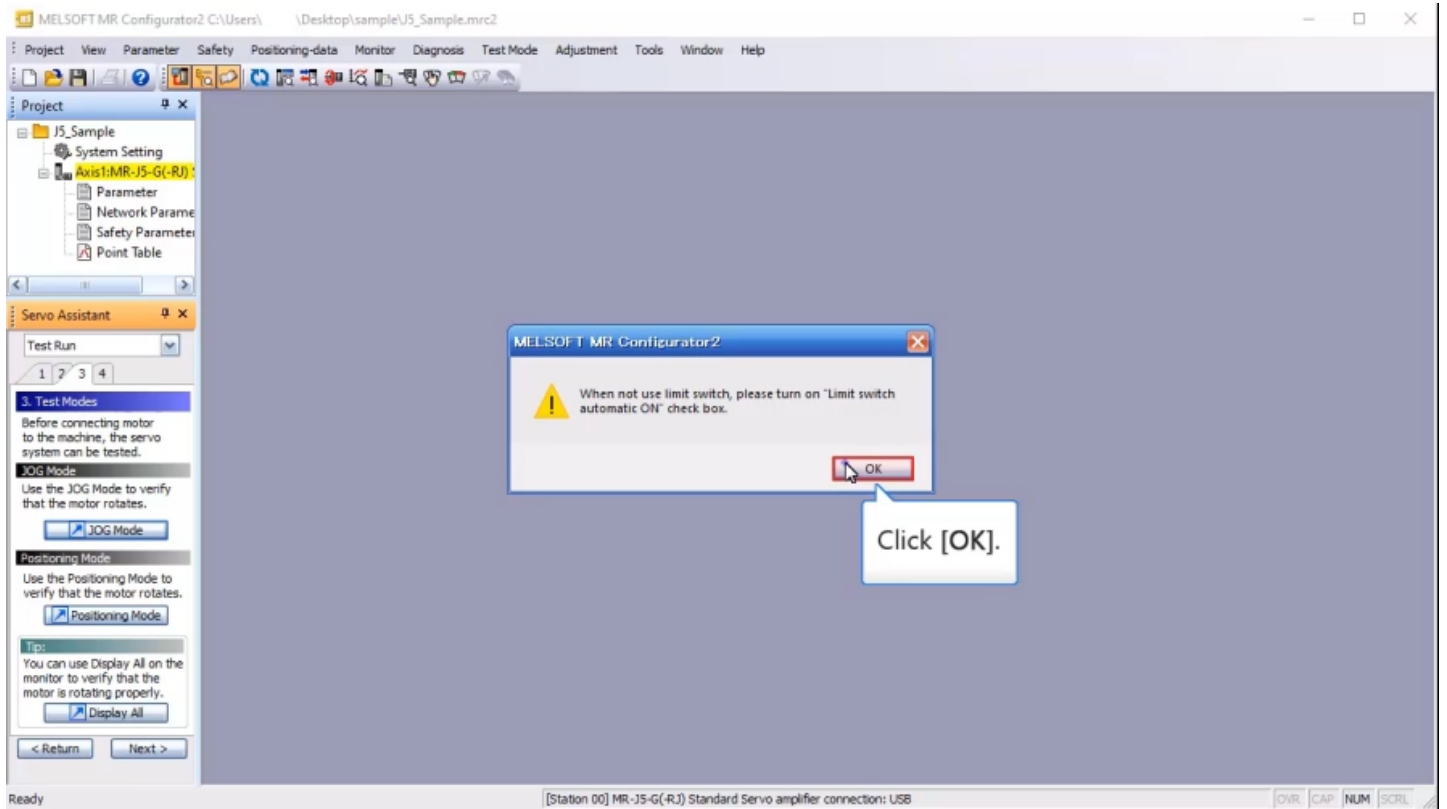 MELSOFT MR Configurator2 C:\Users\ \Desktop\sample\J5_Sample.mrc2
Project View Parameter Safety Positioning-data Monitor Diagnosis Test Mode Adjustment Tools Window Help
Project
J5_Sample
System Setting
Axis1:MR-J5-G(-RJ)
Parameter
Network Parame
Safety Parameter
Point Table
Servo Assistant
Test Run
1 2 3 4
3. Test Modes
Before connecting motor
to the machine, the servo
system can be tested.
JOG Mode
Use the JOG Mode to verify
that the motor rotates.
JOG Mode
Positioning Mode
Use the Positioning Mode to
verify that the motor rotates.
Positioning Mode
Tip:
You can use Display All on the
monitor to verify that the
motor is rotating properly.
Display All
< Return Next >
MELSOFT MR Configurator2
When not use limit switch, please turn on "Limit switch
automatic ON" check box.
OK
Click [OK].
Ready [Station 00] MR-J5-G(-RJ) Standard Servo amplifier connection: USB OVR CAP NUM SCRL